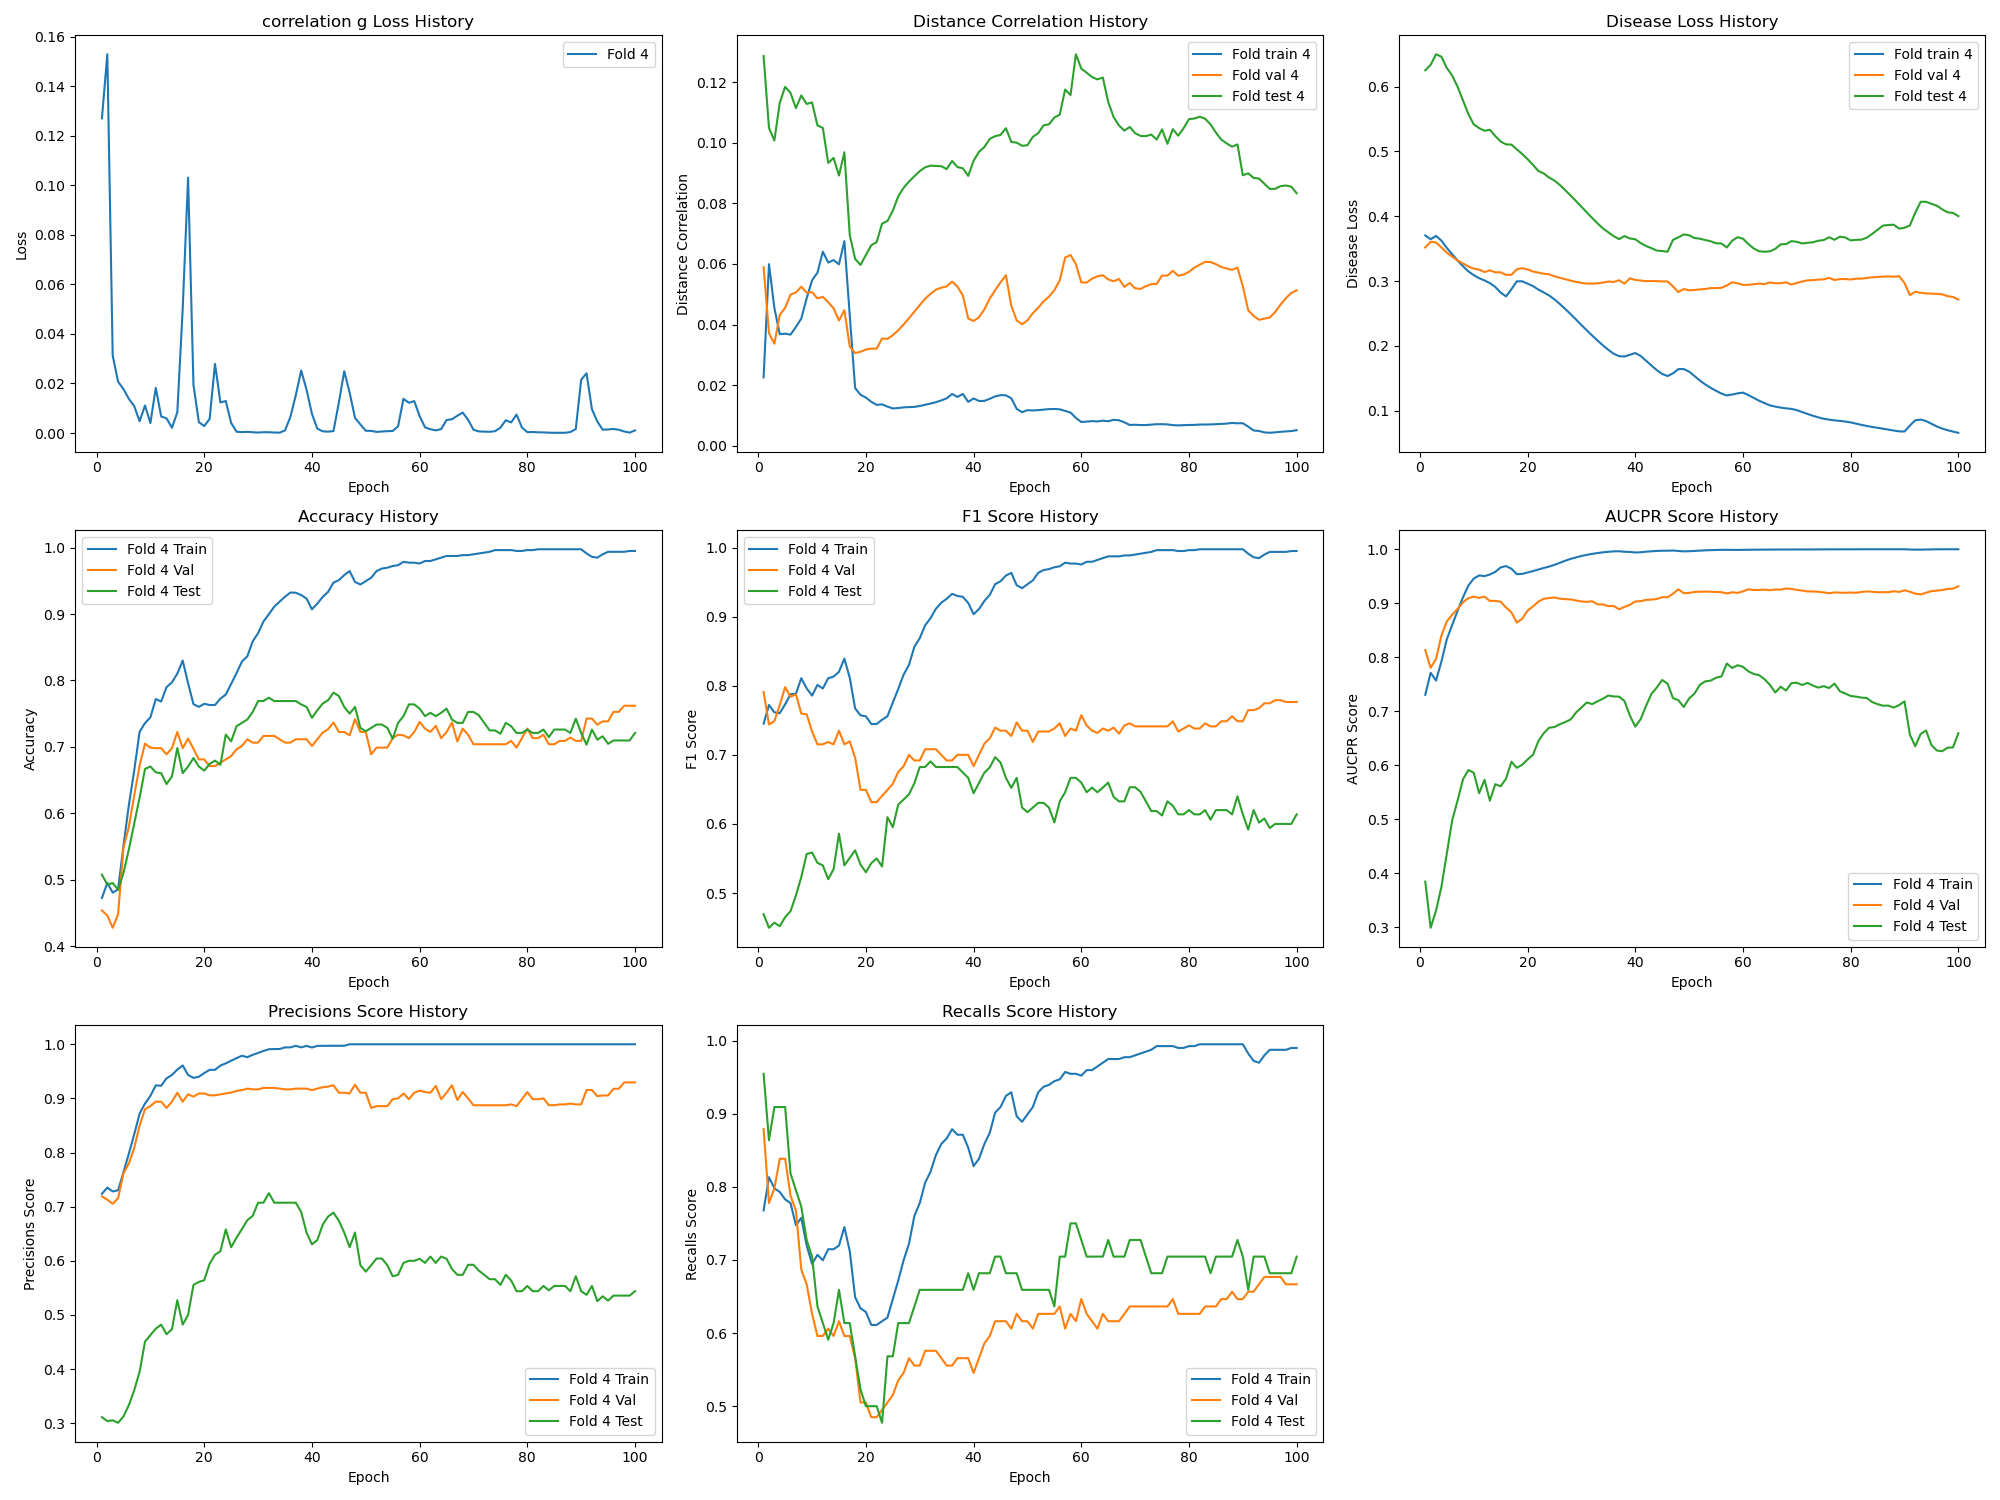 correlation g Loss History
0.16
0.14
0.12
0.10
0.08
0.06
0.04
0.02
0.00
Loss
0 20 40 60 80 100
Epoch
Fold 4
Distance Correlation History
0.12
0.10
0.08
0.06
0.04
0.02
0.00
Distance Correlation
0 20 40 60 80 100
Epoch
Fold train 4
Fold val 4
Fold test 4
Disease Loss History
0.6
0.5
0.4
0.3
0.2
0.1
Disease Loss
0 20 40 60 80 100
Epoch
Fold train 4
Fold val 4
Fold test 4
Accuracy History
1.0
0.9
0.8
0.7
0.6
0.5
0.4
Accuracy
0 20 40 60 80 100
Epoch
Fold 4 Train
Fold 4 Val
Fold 4 Test
F1 Score History
1.0
0.9
0.8
0.7
0.6
0.5
F1 Score
0 20 40 60 80 100
Epoch
Fold 4 Train
Fold 4 Val
Fold 4 Test
AUCPR Score History
1.0
0.9
0.8
0.7
0.6
0.5
0.4
0.3
AUCPR Score
0 20 40 60 80 100
Epoch
Fold 4 Train
Fold 4 Val
Fold 4 Test
Precisions Score History
1.0
0.9
0.8
0.7
0.6
0.5
0.4
0.3
Precisions Score
0 20 40 60 80 100
Epoch
Fold 4 Train
Fold 4 Val
Fold 4 Test
Recalls Score History
1.0
0.9
0.8
0.7
0.6
0.5
Recalls Score
0 20 40 60 80 100
Epoch
Fold 4 Train
Fold 4 Val
Fold 4 Test